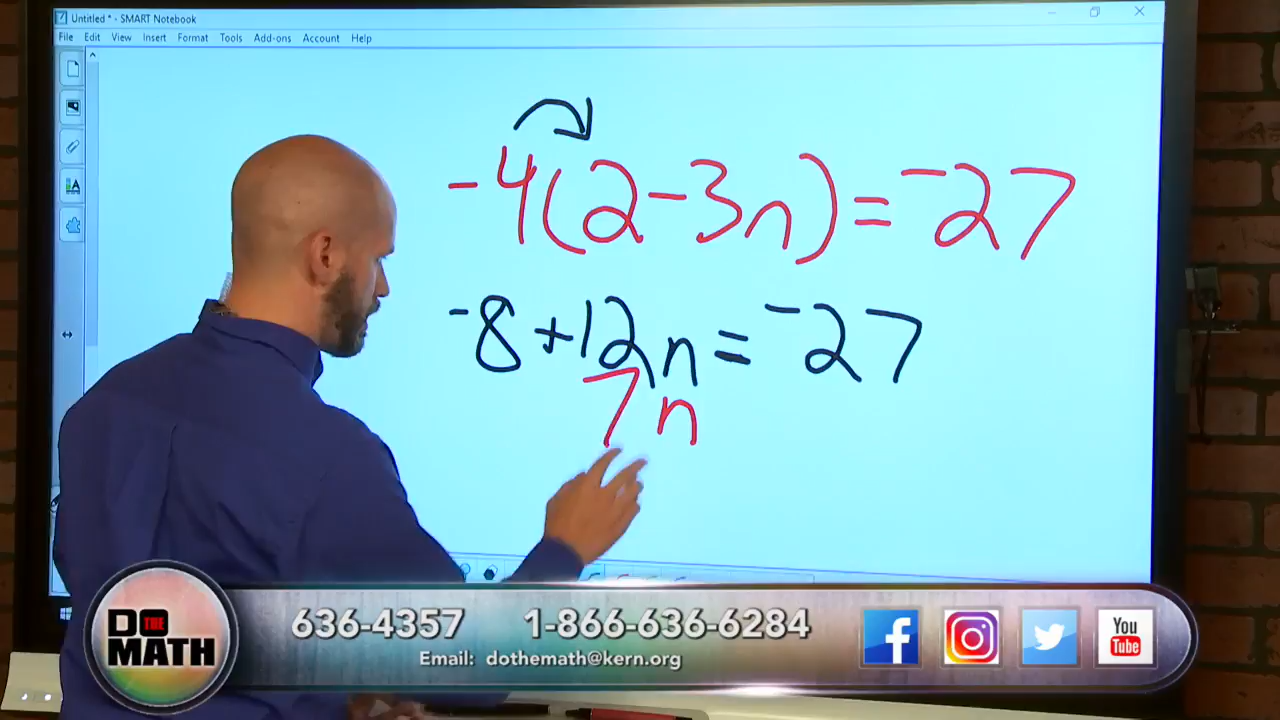 Untitled * - SMART Notebook
File Edit View Insert Format Tools Add-ons Account Help
-4(2-3n)=-27
-8+12n=-27
7n
DO THE MATH
636-4357 1-866-636-6284
Email: dothemath@kern.org
You Tube